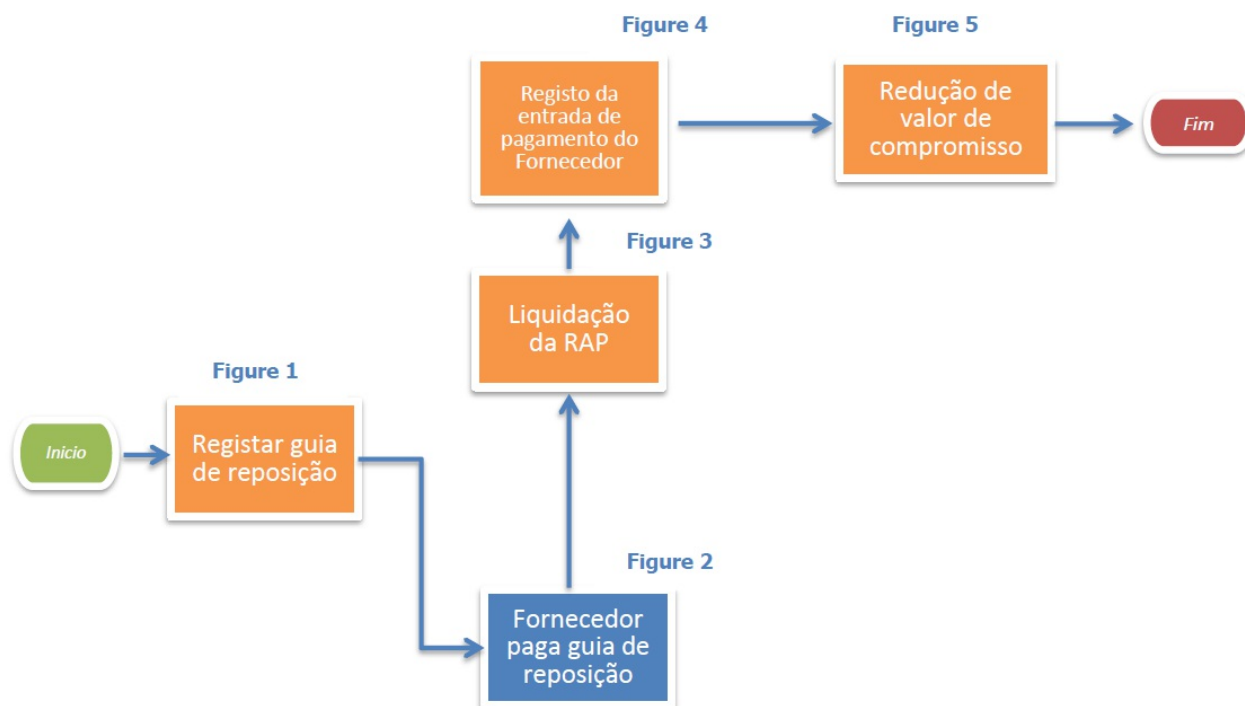 Figure 4
Figure 5
Registo da
entrada de
pagamento do
Fornecedor
Redução de
valor de
compromisso
Fim
Figure 3
Liquidação
da RAP
Figure 1
Inicio
Registar guia
de reposição
Figure 2
Fornecedor
paga guia de
reposição